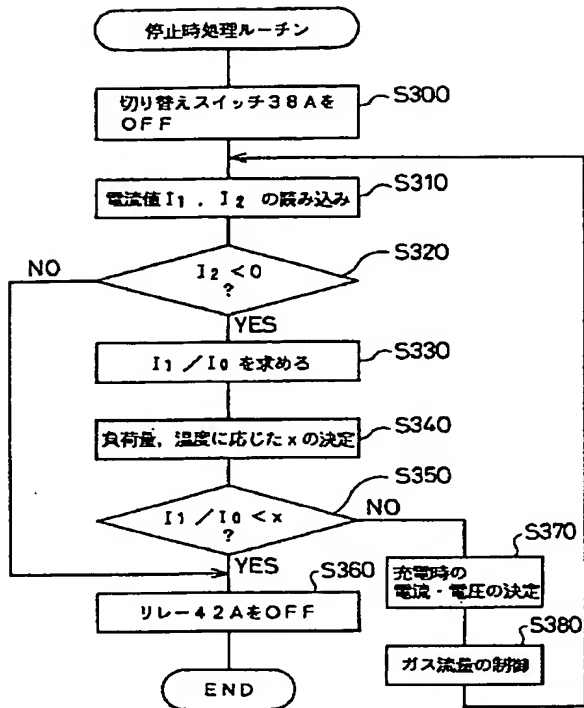 停止時処理ルーチン
切り替えスイッチ38Aを
OFF
S300
電流値I1, I2 の読み込み
S310
I2<0
?
S320
NO
YES
I1/I0 を求める
S330
負荷量,温度に応じたxの決定
S340
I1/I0<x
?
S350
NO
YES
リレー42AをOFF
S360
END
充電時の
電流・電圧の決定
S370
ガス流量の制御
S380